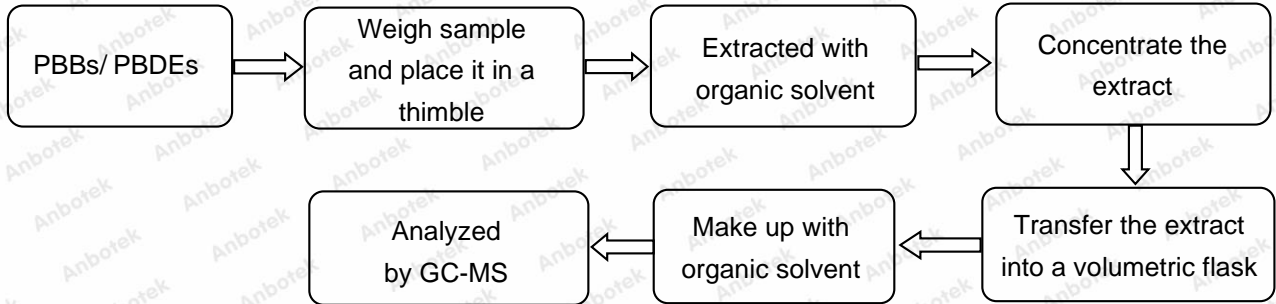 PBBs/ PBDEs
Weigh sample
and place it in a
thimble
Extracted with
organic solvent
Concentrate the
extract
Transfer the extract
into a volumetric flask
Make up with
organic solvent
Analyzed
by GC-MS
Anbotek